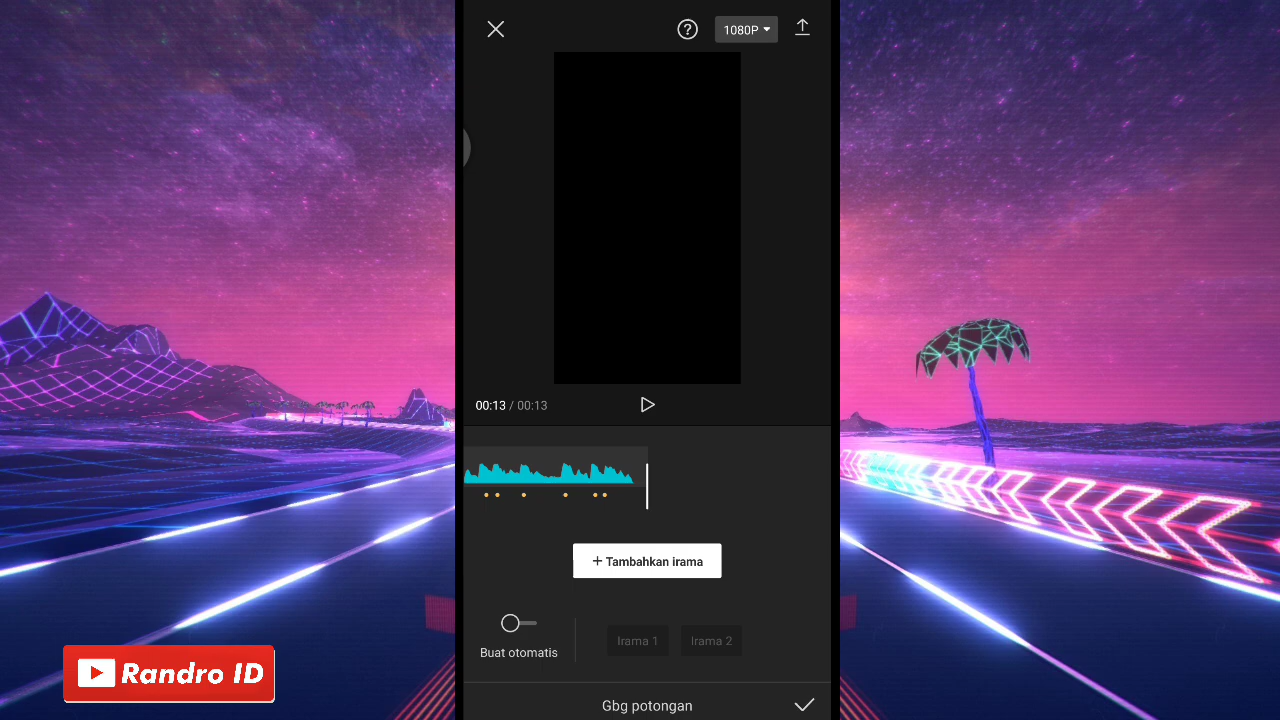 1080P
00:13 / 00:13
+ Tambahkan irama
Buat otomatis
Irama 1
Irama 2
Gbg potongan
Randro ID